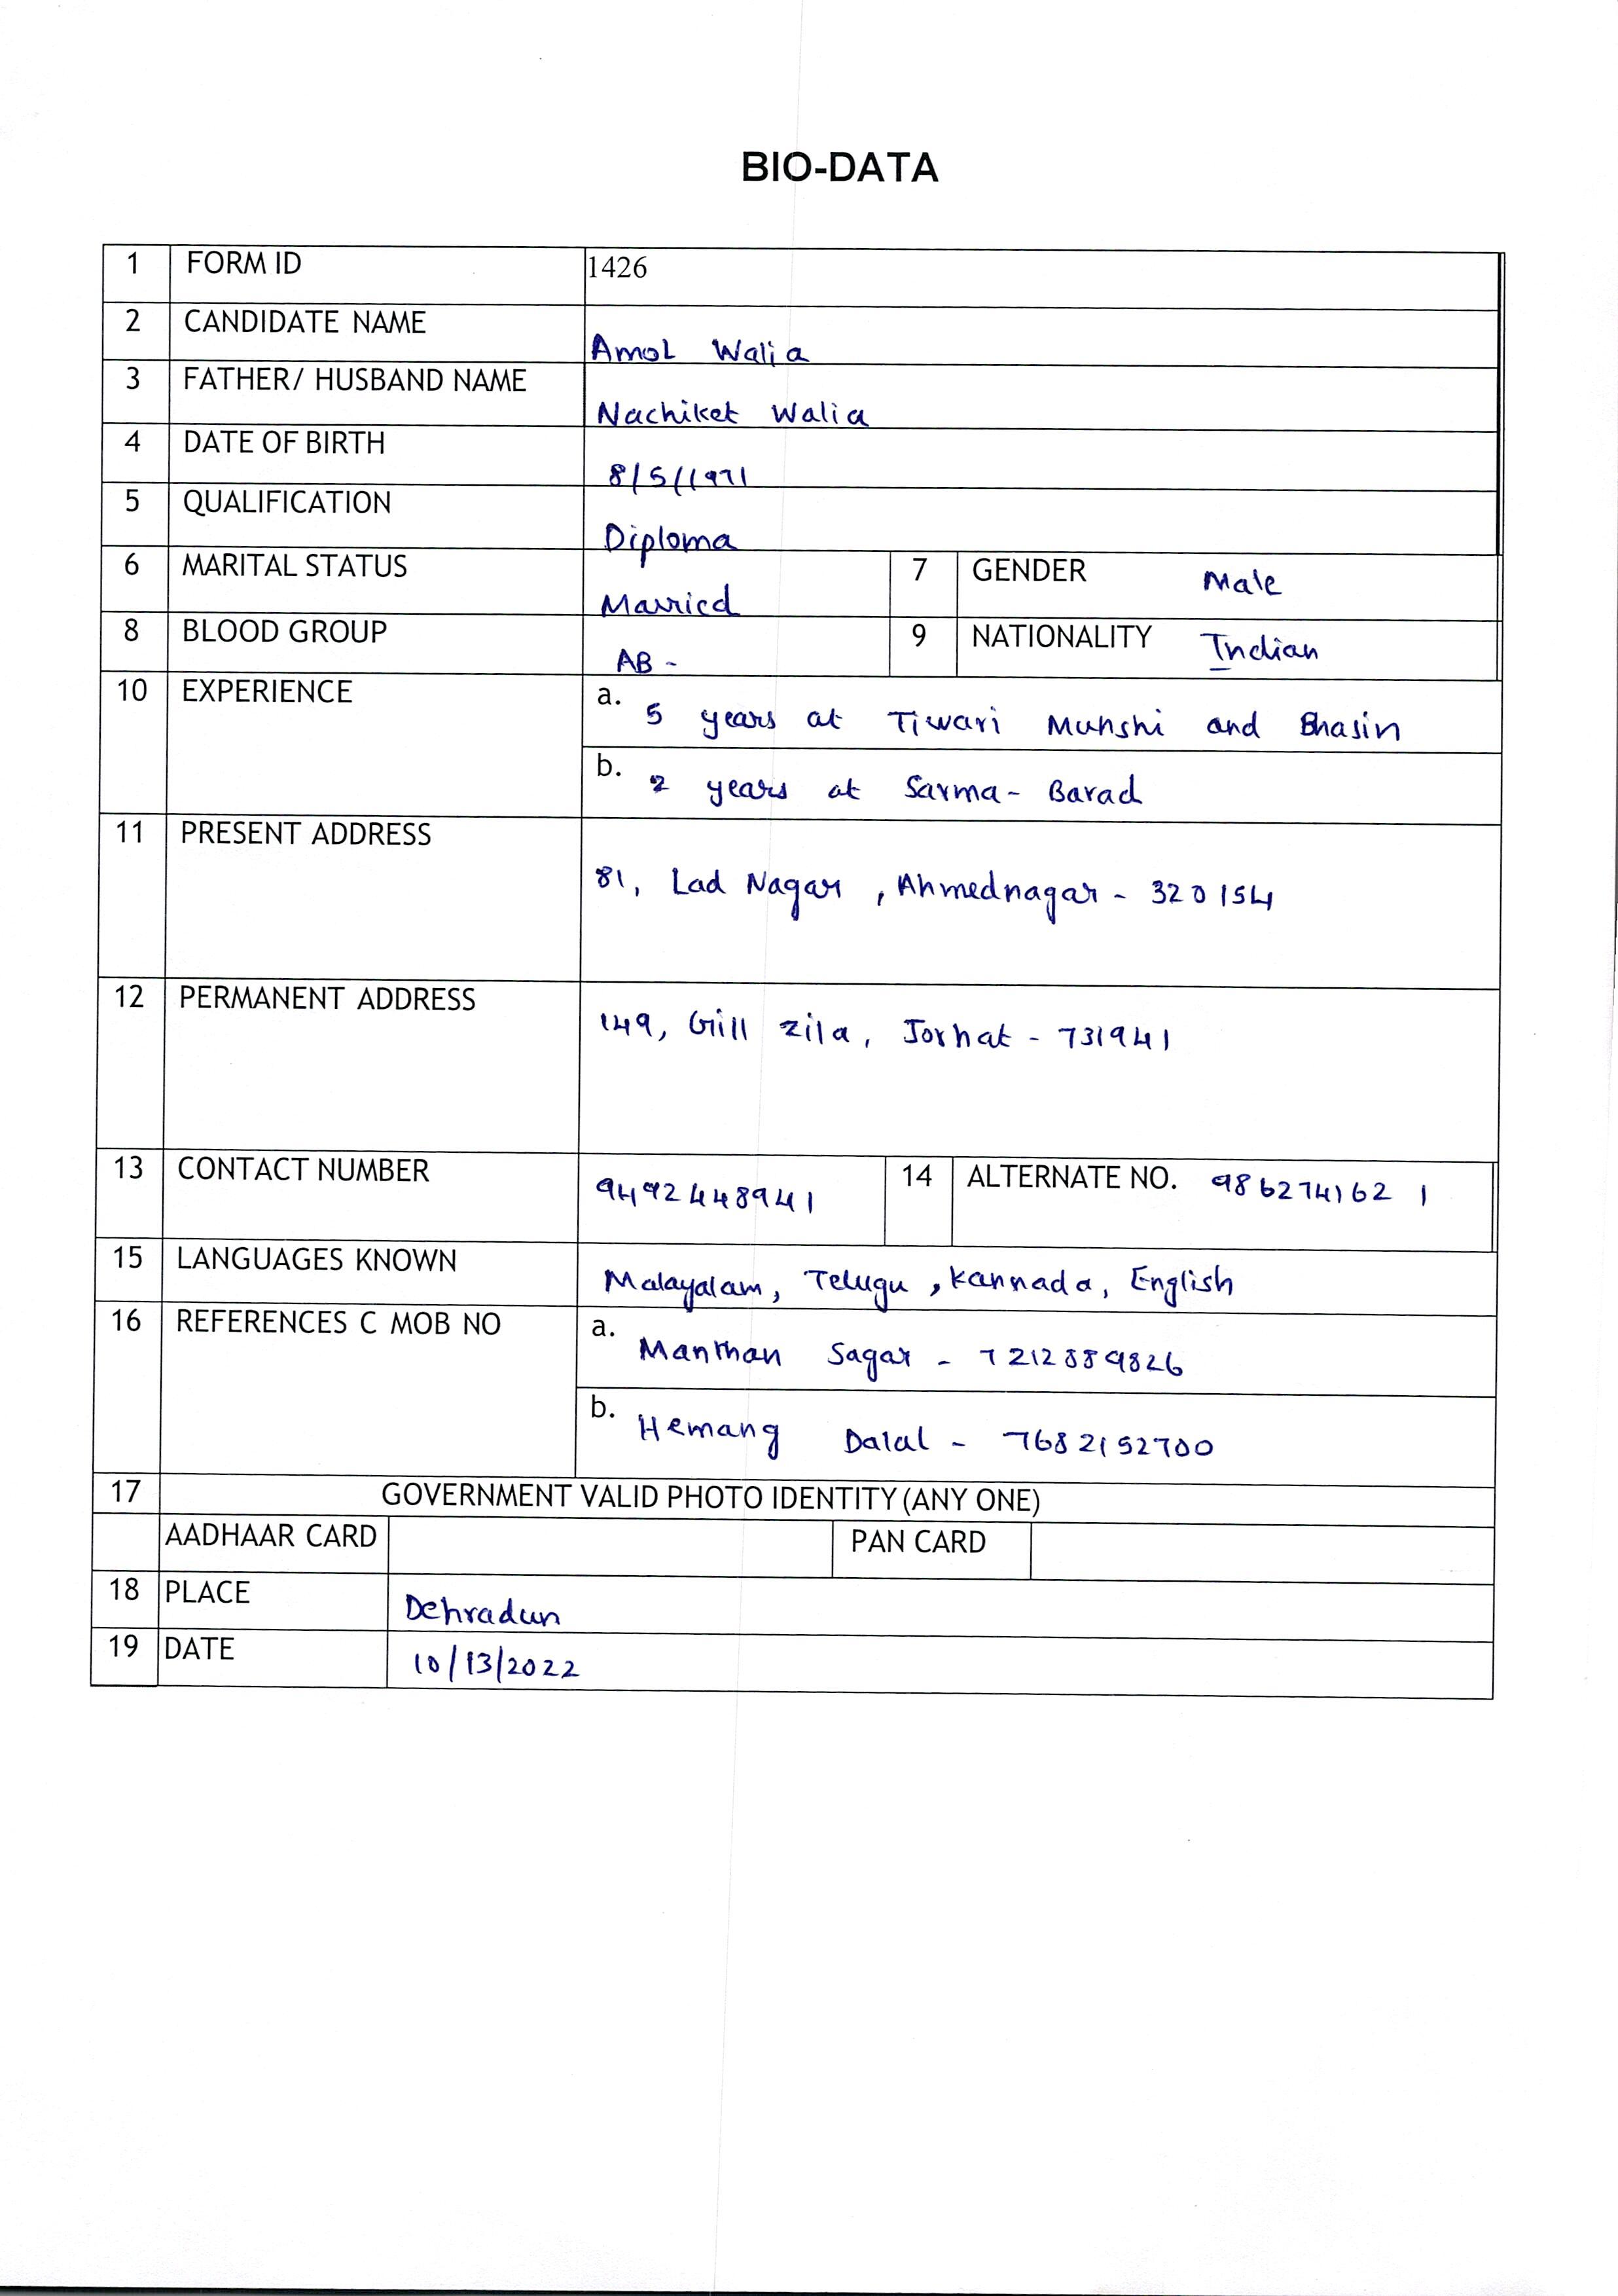 BIO-DATA
1 FORM ID 1426
2 CANDIDATE NAME Amol Walia
3 FATHER/ HUSBAND NAME Nachiket Walia
4 DATE OF BIRTH 8/5/1971
5 QUALIFICATION Diploma
6 MARITAL STATUS Married 7 GENDER Male
8 BLOOD GROUP AB - 9 NATIONALITY Indian
10 EXPERIENCE a. 5 years at Tiwari Munshi and Bhasin
b. 2 years at Sarma- Barad
11 PRESENT ADDRESS 81, Lad Nagar, Ahmednagar - 320154
12 PERMANENT ADDRESS 149, Gill Zila, Jorhat - 731941
13 CONTACT NUMBER 9492448941 14 ALTERNATE NO. 9862741621
15 LANGUAGES KNOWN Malayalam, Telugu, Kannada, English
16 REFERENCES C MOB NO a. Manthan Sagar - 7212889826
b. Hemang Dalal - 7682152700
17 GOVERNMENT VALID PHOTO IDENTITY (ANY ONE)
AADHAAR CARD PAN CARD
18 PLACE Dehradun
19 DATE 10/13/2022